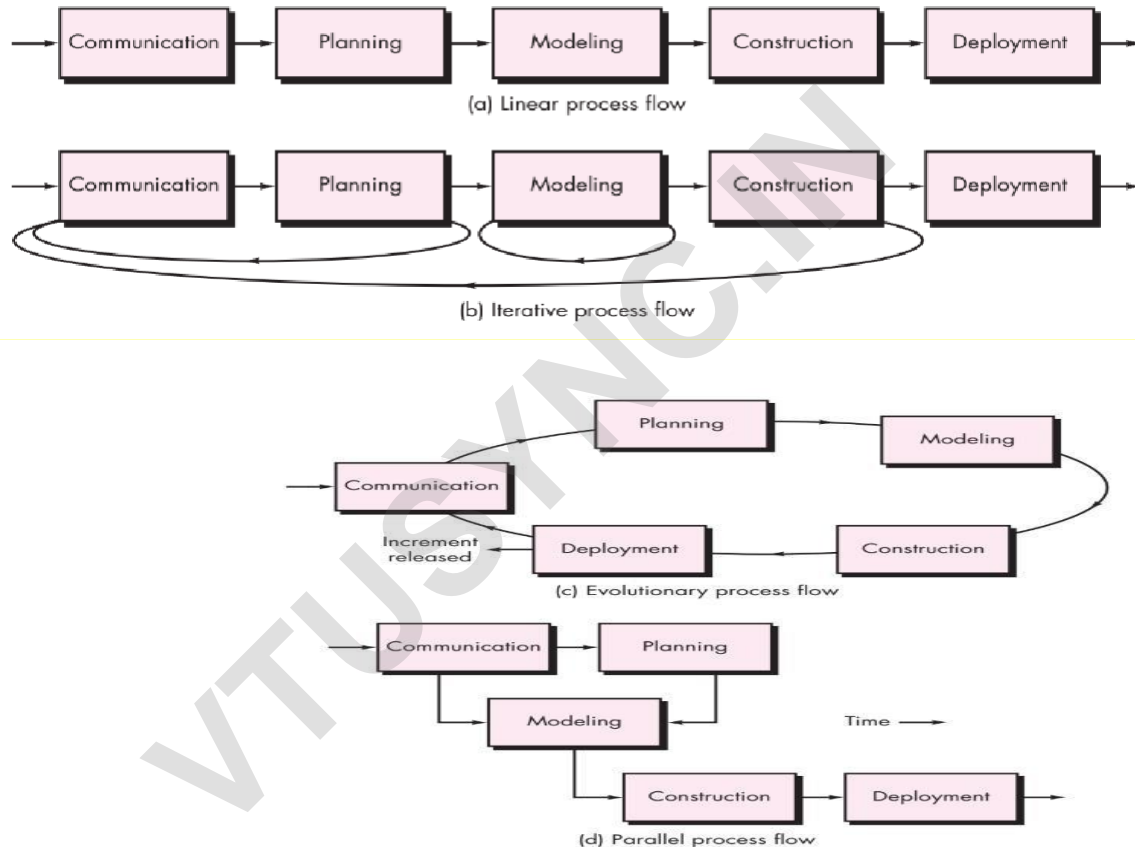 Communication
Planning
Modeling
Construction
Deployment
(a) Linear process flow
Communication
Planning
Modeling
Construction
Deployment
(b) Iterative process flow
Planning
Modeling
Communication
Increment
released
Deployment
Construction
(c) Evolutionary process flow
Communication
Planning
Modeling
Time
Construction
Deployment
(d) Parallel process flow
VTUSYNC.IN